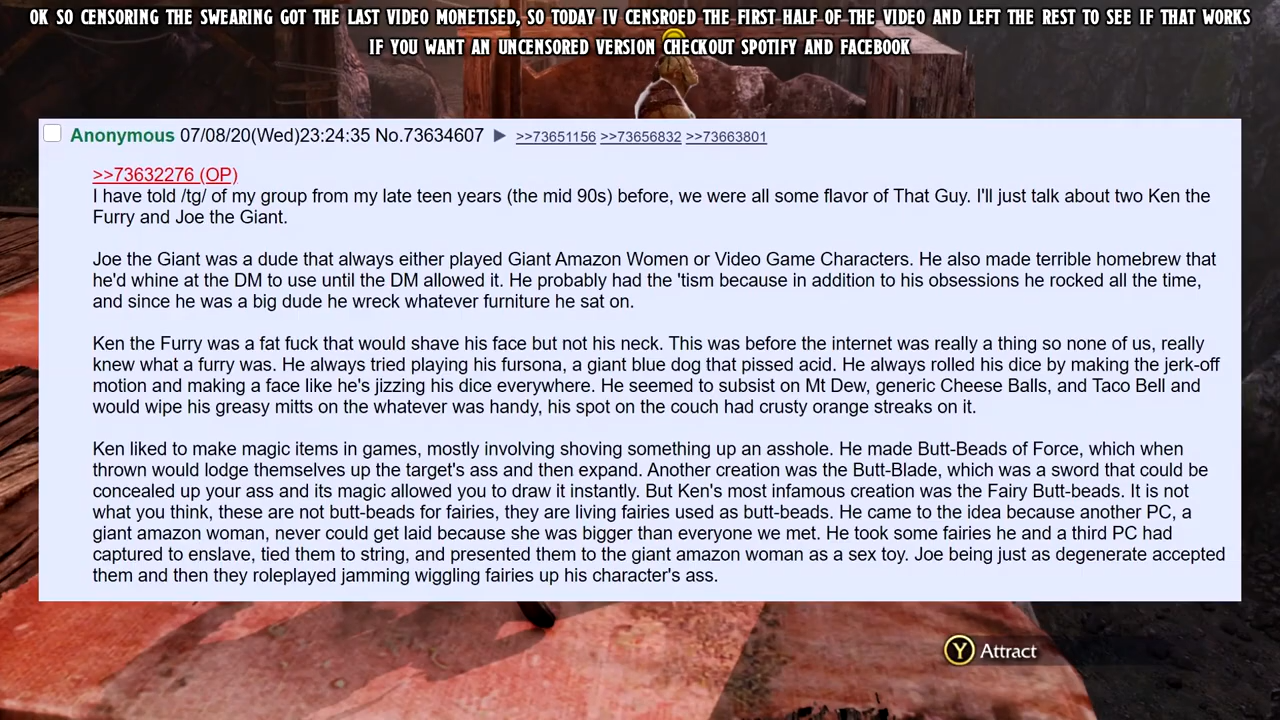 OK SO CENSORING THE SWEARING GOT THE LAST VIDEO MONETISED, SO TODAY IV CENSROED THE FIRST HALF OF THE VIDEO AND LEFT THE REST TO SEE IF THAT WORKS
IF YOU WANT AN UNCENSORED VERSION CHECKOUT SPOTIFY AND FACEBOOK
Anonymous 07/08/20(Wed)23:24:35 No.73634607 ▶ >>73651156 >>73656832 >>73663801
>>73632276 (OP)
I have told /tg/ of my group from my late teen years (the mid 90s) before, we were all some flavor of That Guy. I'll just talk about two Ken the
Furry and Joe the Giant.
Joe the Giant was a dude that always either played Giant Amazon Women or Video Game Characters. He also made terrible homebrew that
he'd whine at the DM to use until the DM allowed it. He probably had the 'tism because in addition to his obsessions he rocked all the time,
and since he was a big dude he wreck whatever furniture he sat on.
Ken the Furry was a fat fuck that would shave his face but not his neck. This was before the internet was really a thing so none of us, really
knew what a furry was. He always tried playing his fursona, a giant blue dog that pissed acid. He always rolled his dice by making the jerk-off
motion and making a face like he's jizzing his dice everywhere. He seemed to subsist on Mt Dew, generic Cheese Balls, and Taco Bell and
would wipe his greasy mitts on the whatever was handy, his spot on the couch had crusty orange streaks on it.
Ken liked to make magic items in games, mostly involving shoving something up an asshole. He made Butt-Beads of Force, which when
thrown would lodge themselves up the target's ass and then expand. Another creation was the Butt-Blade, which was a sword that could be
concealed up your ass and its magic allowed you to draw it instantly. But Ken's most infamous creation was the Fairy Butt-beads. It is not
what you think, these are not butt-beads for fairies, they are living fairies used as butt-beads. He came to the idea because another PC, a
giant amazon woman, never could get laid because she was bigger than everyone we met. He took some fairies he and a third PC had
captured to enslave, tied them to string, and presented them to the giant amazon woman as a sex toy. Joe being just as degenerate accepted
them and then they roleplayed jamming wiggling fairies up his character's ass.
Y Attract